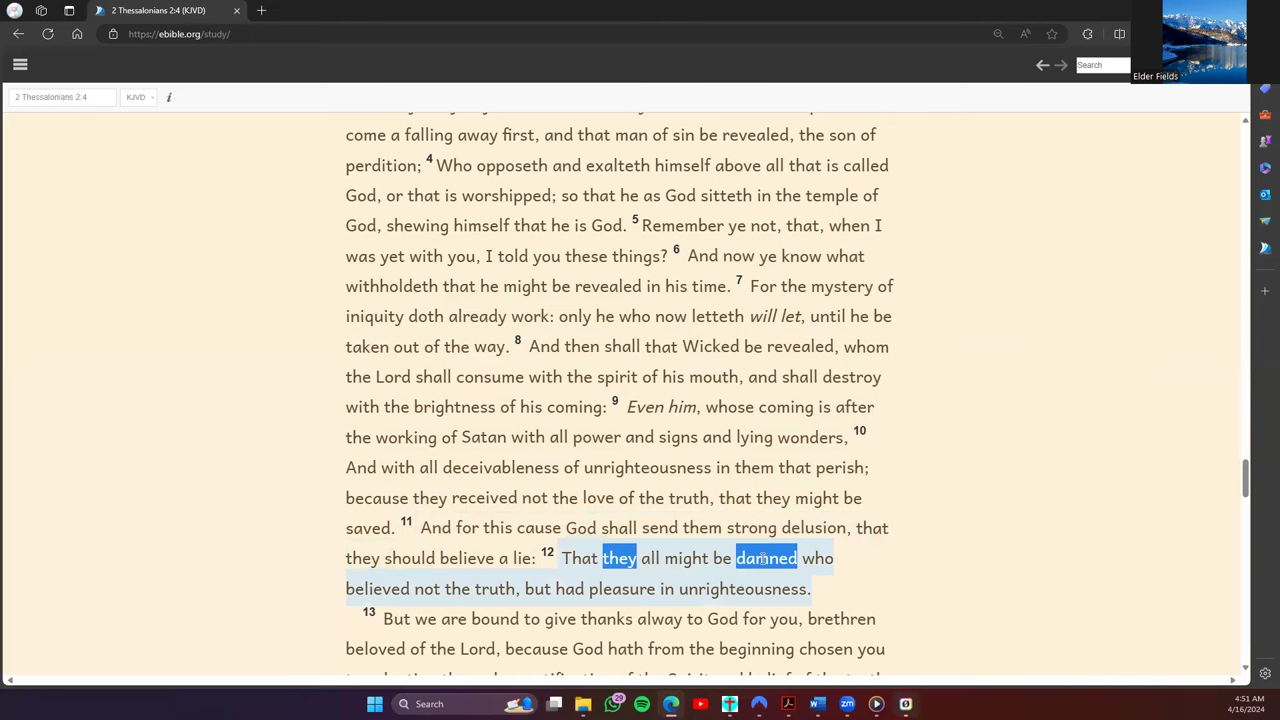 2 Thessalonians 2:4 (KJVD)
https://ebible.org/study/
Elder Fields
Search
2 Thessalonians 2:4
KJVD
i
come a falling away first, and that man of sin be revealed, the son of
perdition; 4 Who opposeth and exalteth himself above all that is called
God, or that is worshipped; so that he as God sitteth in the temple of
God, shewing himself that he is God. 5 Remember ye not, that, when I
was yet with you, I told you these things? 6 And now ye know what
withholdeth that he might be revealed in his time. 7 For the mystery of
iniquity doth already work: only he who now letteth will let, until he be
taken out of the way. 8 And then shall that Wicked be revealed, whom
the Lord shall consume with the spirit of his mouth, and shall destroy
with the brightness of his coming: 9 Even him, whose coming is after
the working of Satan with all power and signs and lying wonders, 10
And with all deceivableness of unrighteousness in them that perish;
because they received not the love of the truth, that they might be
saved. 11 And for this cause God shall send them strong delusion, that
they should believe a lie: 12 That they all might be damned who
believed not the truth, but had pleasure in unrighteousness.
13 But we are bound to give thanks alway to God for you, brethren
beloved of the Lord, because God hath from the beginning chosen you
Search
29
4:51 AM
4/16/2024